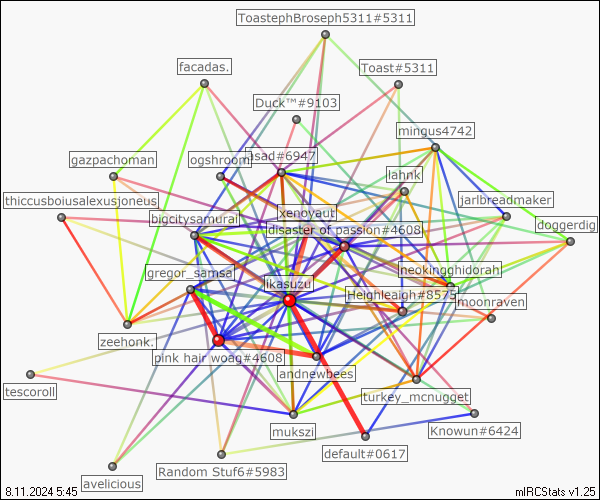 ToastephBroseph5311#5311
facadas.
Toast#5311
Duck™#9103
mingus4742
gazpachoman
ogshroom
asad#6947
lahnk
thiccusboiusalexusjoneus
jarlbreadmaker
bigcitysamurai
xenoyaut
disaster of passion#4608
doggerdig
gregor_samsa
likasuzu
neokingghidorah
Heighleaigh#8575
moonraven
zeehonk.
pink hair woag#4608
andnewbees
tescoroll
turkey_mcnugget
mukszi
Knowun#6424
default#0617
avelicious
Random Stuf6#5983
8.11.2024 5:45
mIRCStats v1.25